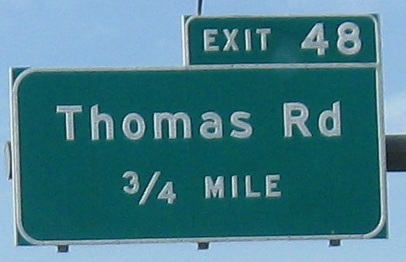 EXIT 48
Thomas Rd
3/4 MILE